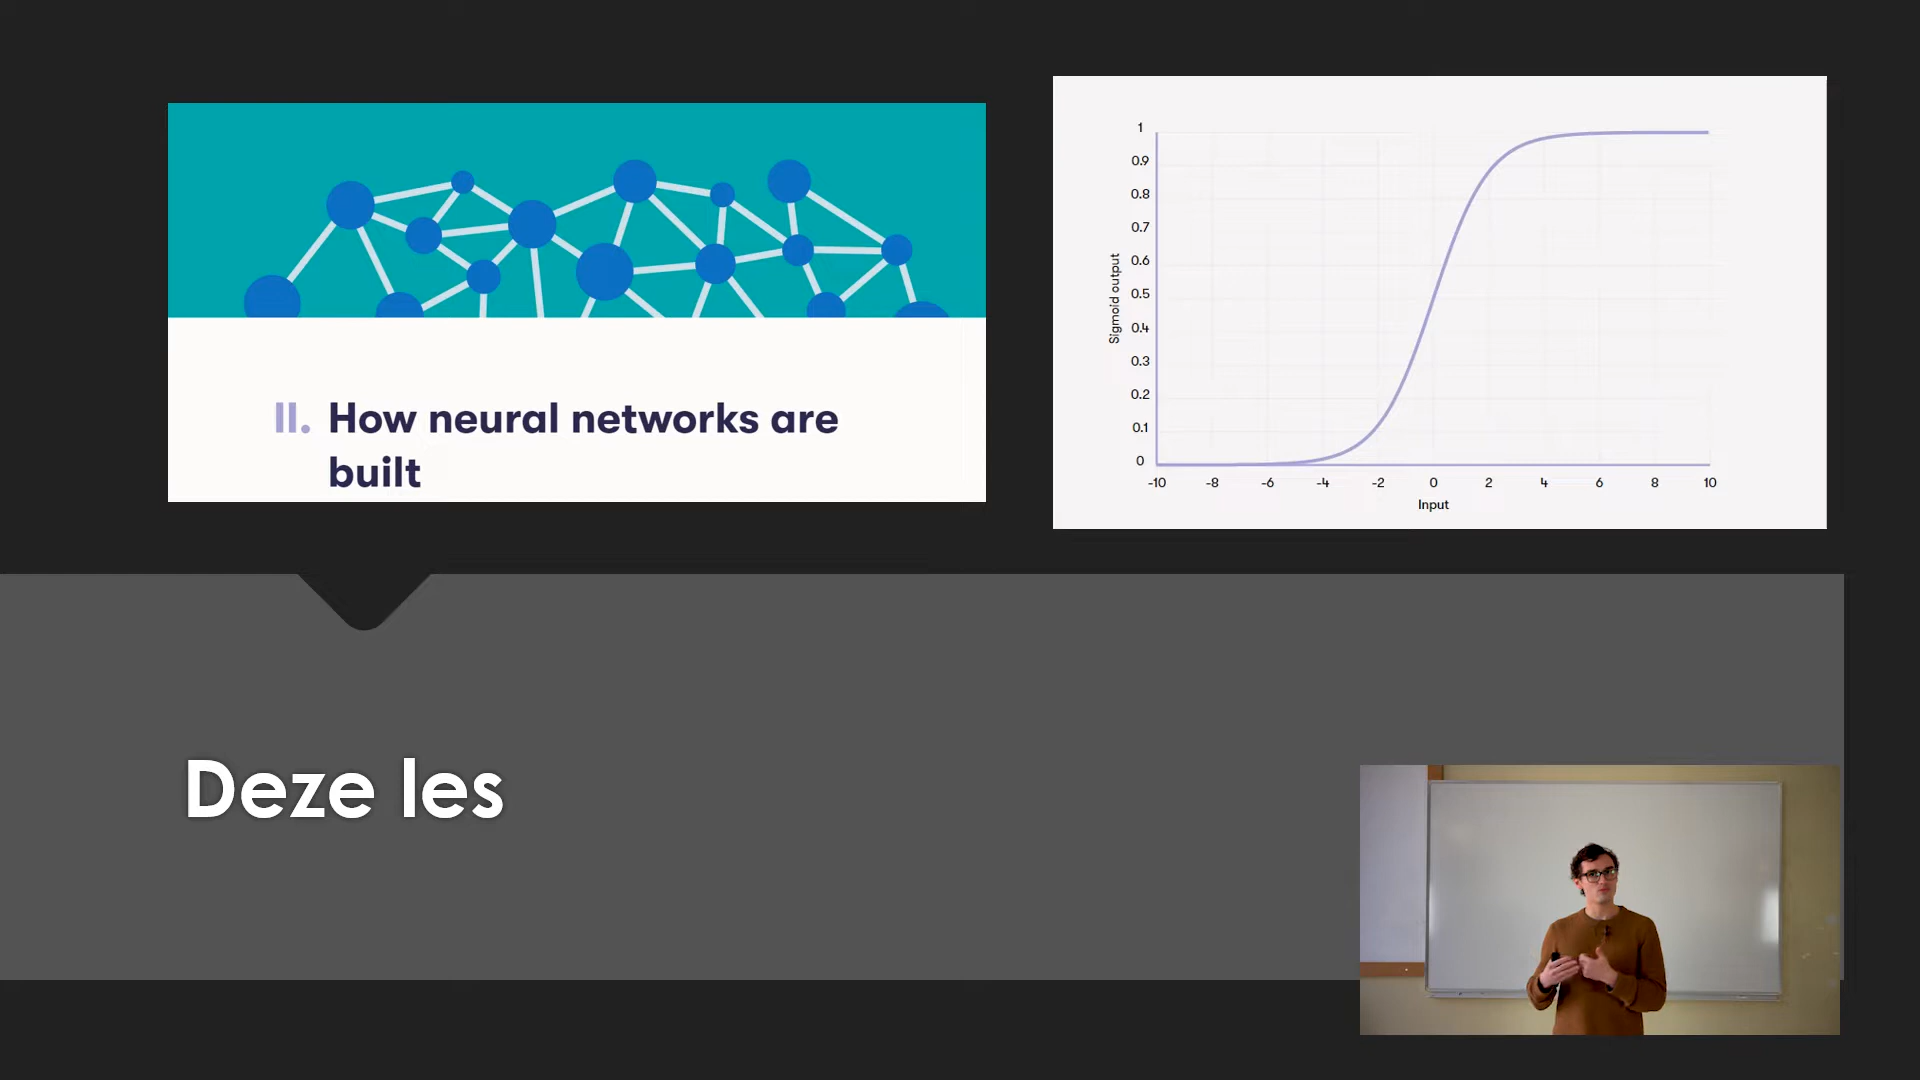 II. How neural networks are
built
1
0.9
0.8
0.7
0.6
0.5
0.4
0.3
0.2
0.1
0
Sigmoid output
-10 -8 -6 -4 -2 0 2 4 6 8 10
Input
Deze les